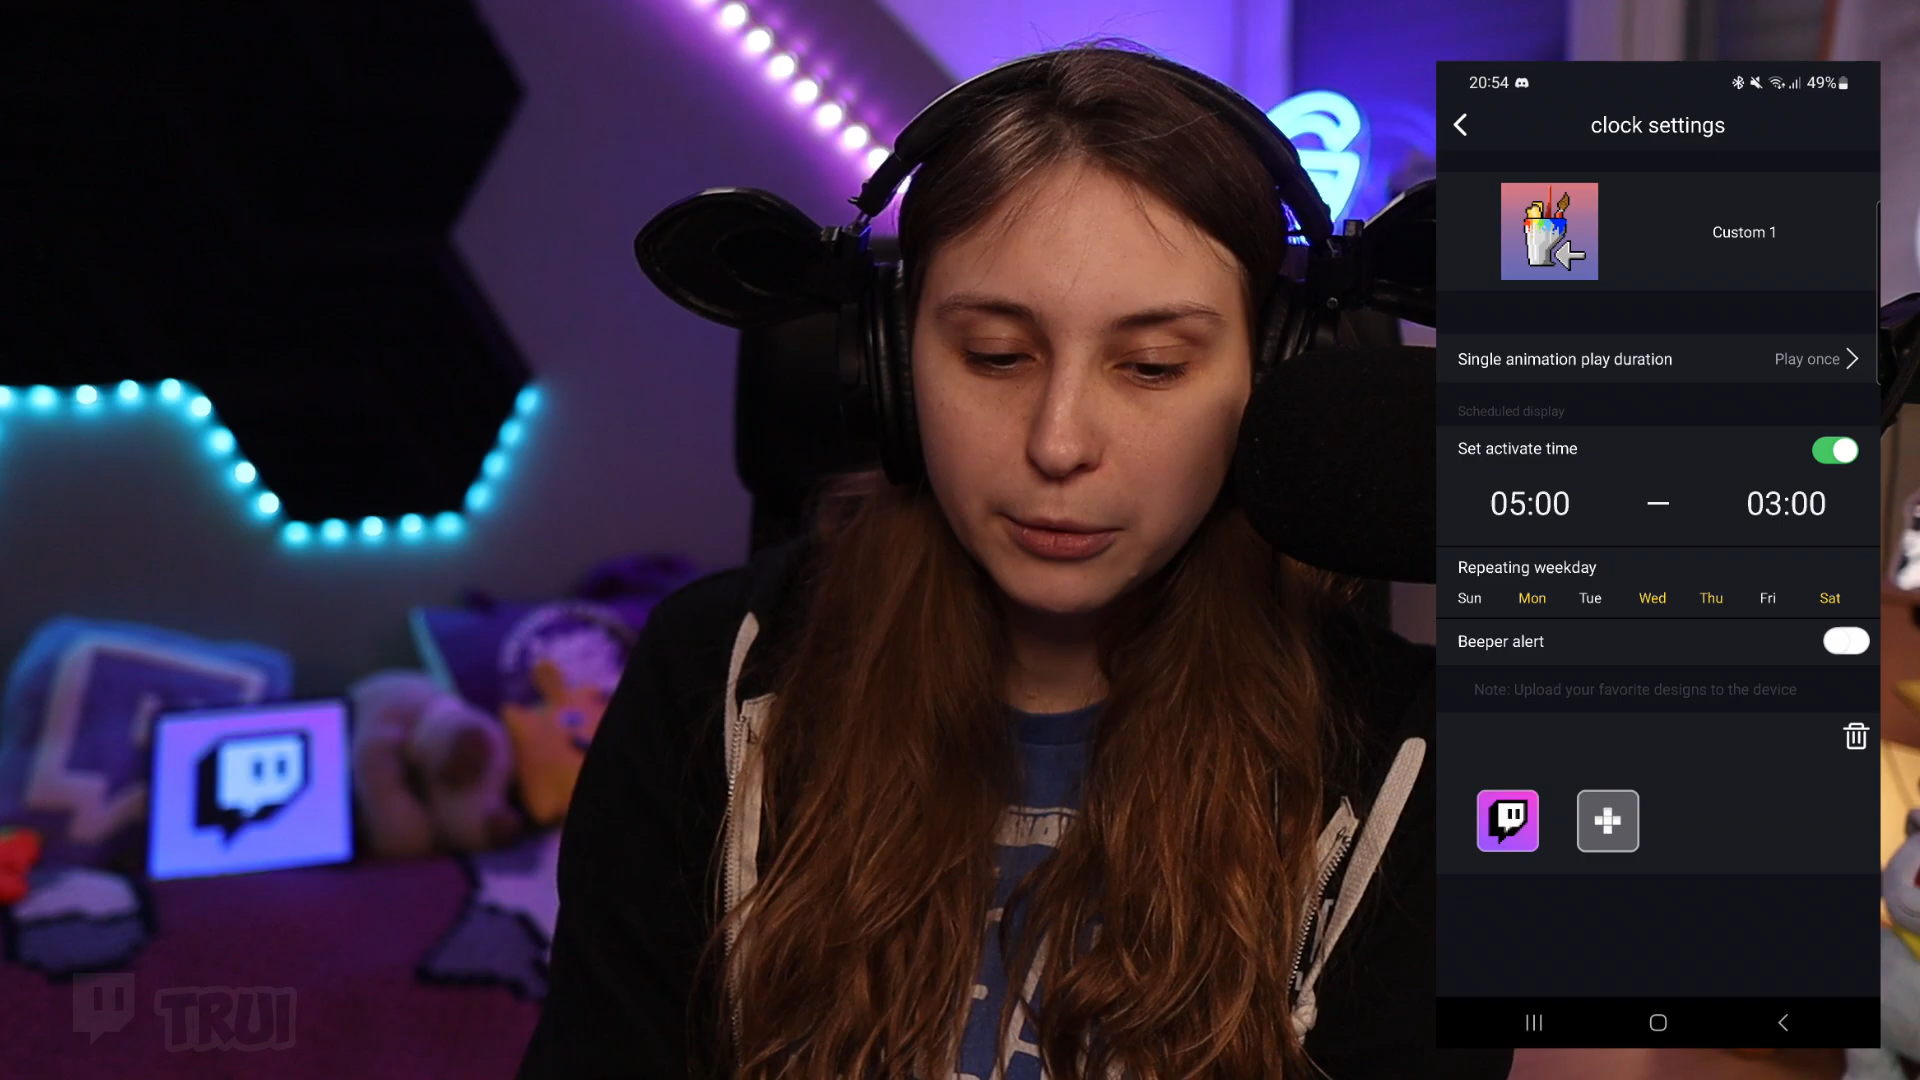 20:54
49%
clock settings
Custom 1
Single animation play duration
Play once
Scheduled display
Set activate time
05:00 — 03:00
Repeating weekday
Sun Mon Tue Wed Thu Fri Sat
Beeper alert
Note: Upload your favorite designs to the device
TRUI